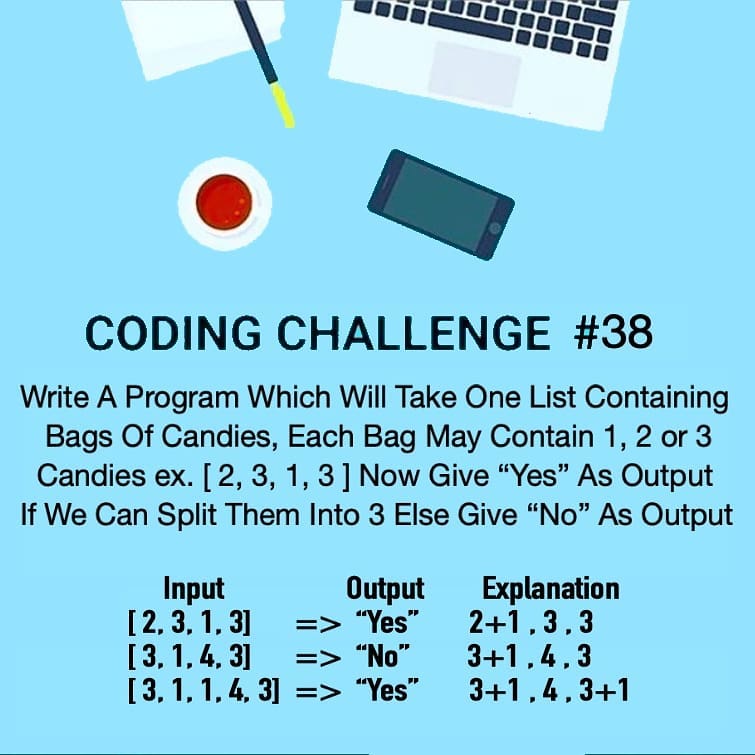 CODING CHALLENGE #38
Write A Program Which Will Take One List Containing
Bags Of Candies, Each Bag May Contain 1, 2 or 3
Candies ex. [ 2, 3, 1, 3 ] Now Give “Yes” As Output
If We Can Split Them Into 3 Else Give “No” As Output
Input Output Explanation
[ 2, 3, 1, 3] => “Yes” 2+1 , 3 , 3
[ 3, 1, 4, 3] => “No” 3+1 , 4 , 3
[ 3, 1, 1, 4, 3] => “Yes” 3+1 , 4 , 3+1